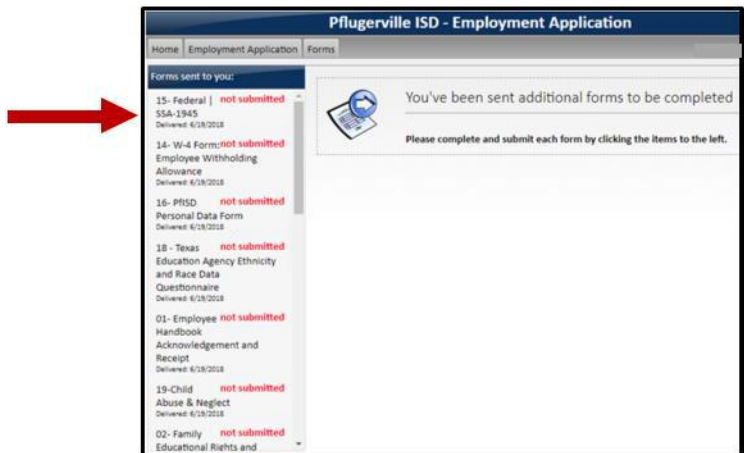 Pflugerville ISD - Employment Application
Home Employment Application Forms
Forms sent to you:
15- Federal | not submitted
SSA-1945
Delivered: 6/19/2018
14- W-4 Form: not submitted
Employee Withholding
Allowance
Delivered: 6/19/2018
16- PfISD not submitted
Personal Data Form
Delivered: 6/19/2018
18 - Texas not submitted
Education Agency Ethnicity
and Race Data
Questionnaire
Delivered: 6/19/2018
01- Employee not submitted
Handbook
Acknowledgement and
Receipt
Delivered: 6/19/2018
19-Child not submitted
Abuse & Neglect
Delivered: 6/19/2018
02- Family not submitted
Educational Rights and
You've been sent additional forms to be completed
Please complete and submit each form by clicking the items to the left.